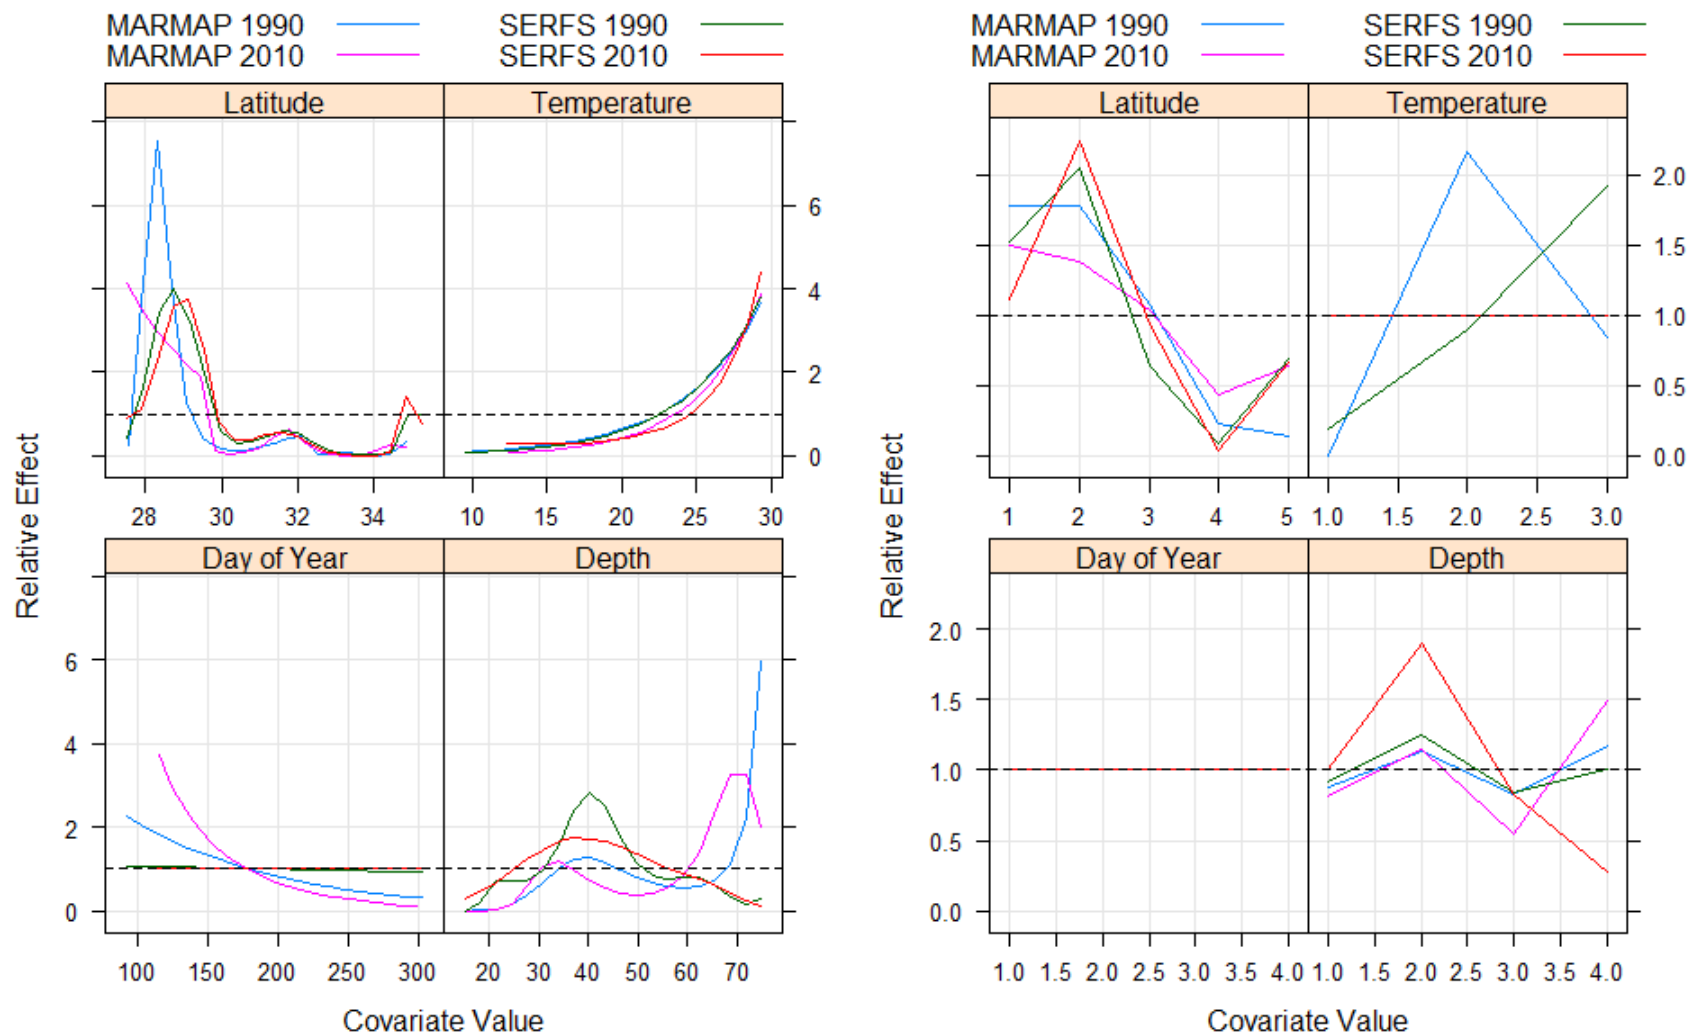 MARMAP 1990 SERFS 1990 MARMAP 1990 SERFS 1990
MARMAP 2010 SERFS 2010 MARMAP 2010 SERFS 2010
Latitude Temperature Latitude Temperature
6 2.0
4 1.5
2 1.0
0 0.5
0.0
28 30 32 34 10 15 20 25 30 1 2 3 4 5 1.0 1.5 2.0 2.5 3.0
Relative Effect Relative Effect
Day of Year Depth Day of Year Depth
6 2.0
4 1.5
2 1.0
0 0.5
0.0
100 150 200 250 300 20 30 40 50 60 70 1.0 1.5 2.0 2.5 3.0 3.5 4.0 1.0 1.5 2.0 2.5 3.0 3.5 4.0
Covariate Value Covariate Value